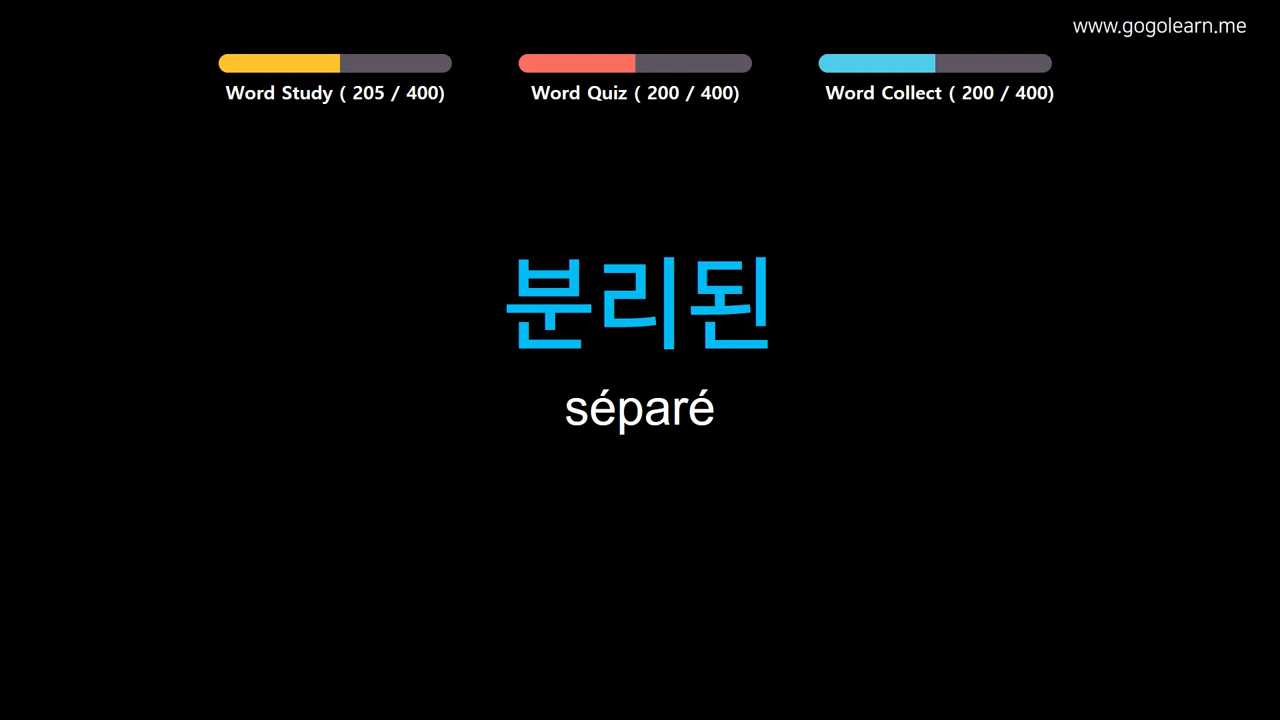 www.gogolearn.me
Word Study ( 205 / 400)
Word Quiz ( 200 / 400)
Word Collect ( 200 / 400)
분리된
séparé